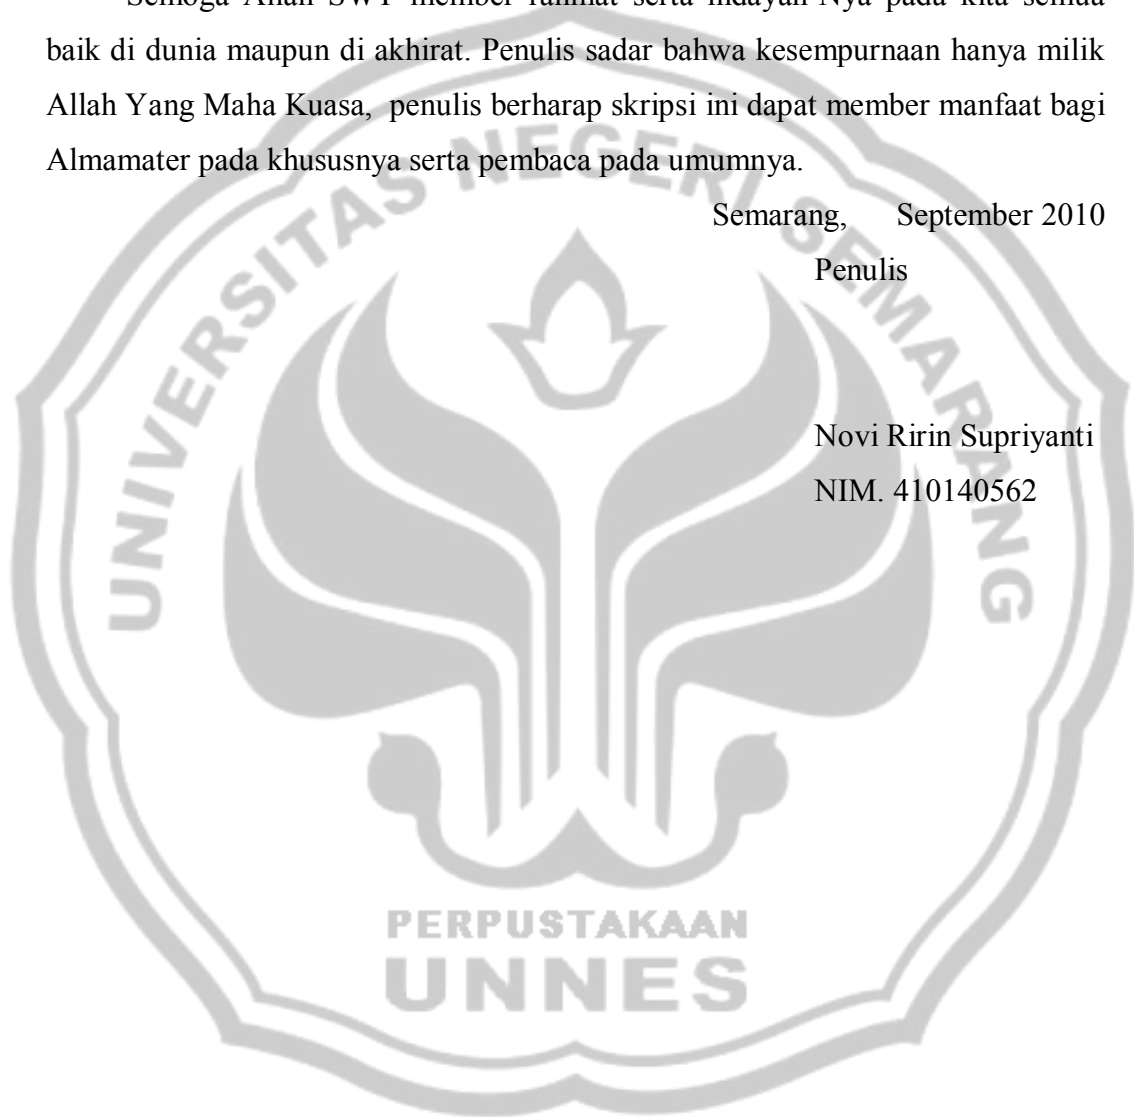 Semoga Allah SWT member rahmat serta hidayah-Nya pada kita semua
baik di dunia maupun di akhirat. Penulis sadar bahwa kesempurnaan hanya milik
Allah Yang Maha Kuasa, penulis berharap skripsi ini dapat member manfaat bagi
Almamater pada khususnya serta pembaca pada umumnya.
Semarang, September 2010
Penulis
Novi Ririn Supriyanti
NIM. 410140562
UNIVERSITAS NEGERI SEMARANG
PERPUSTAKAAN
UNNES